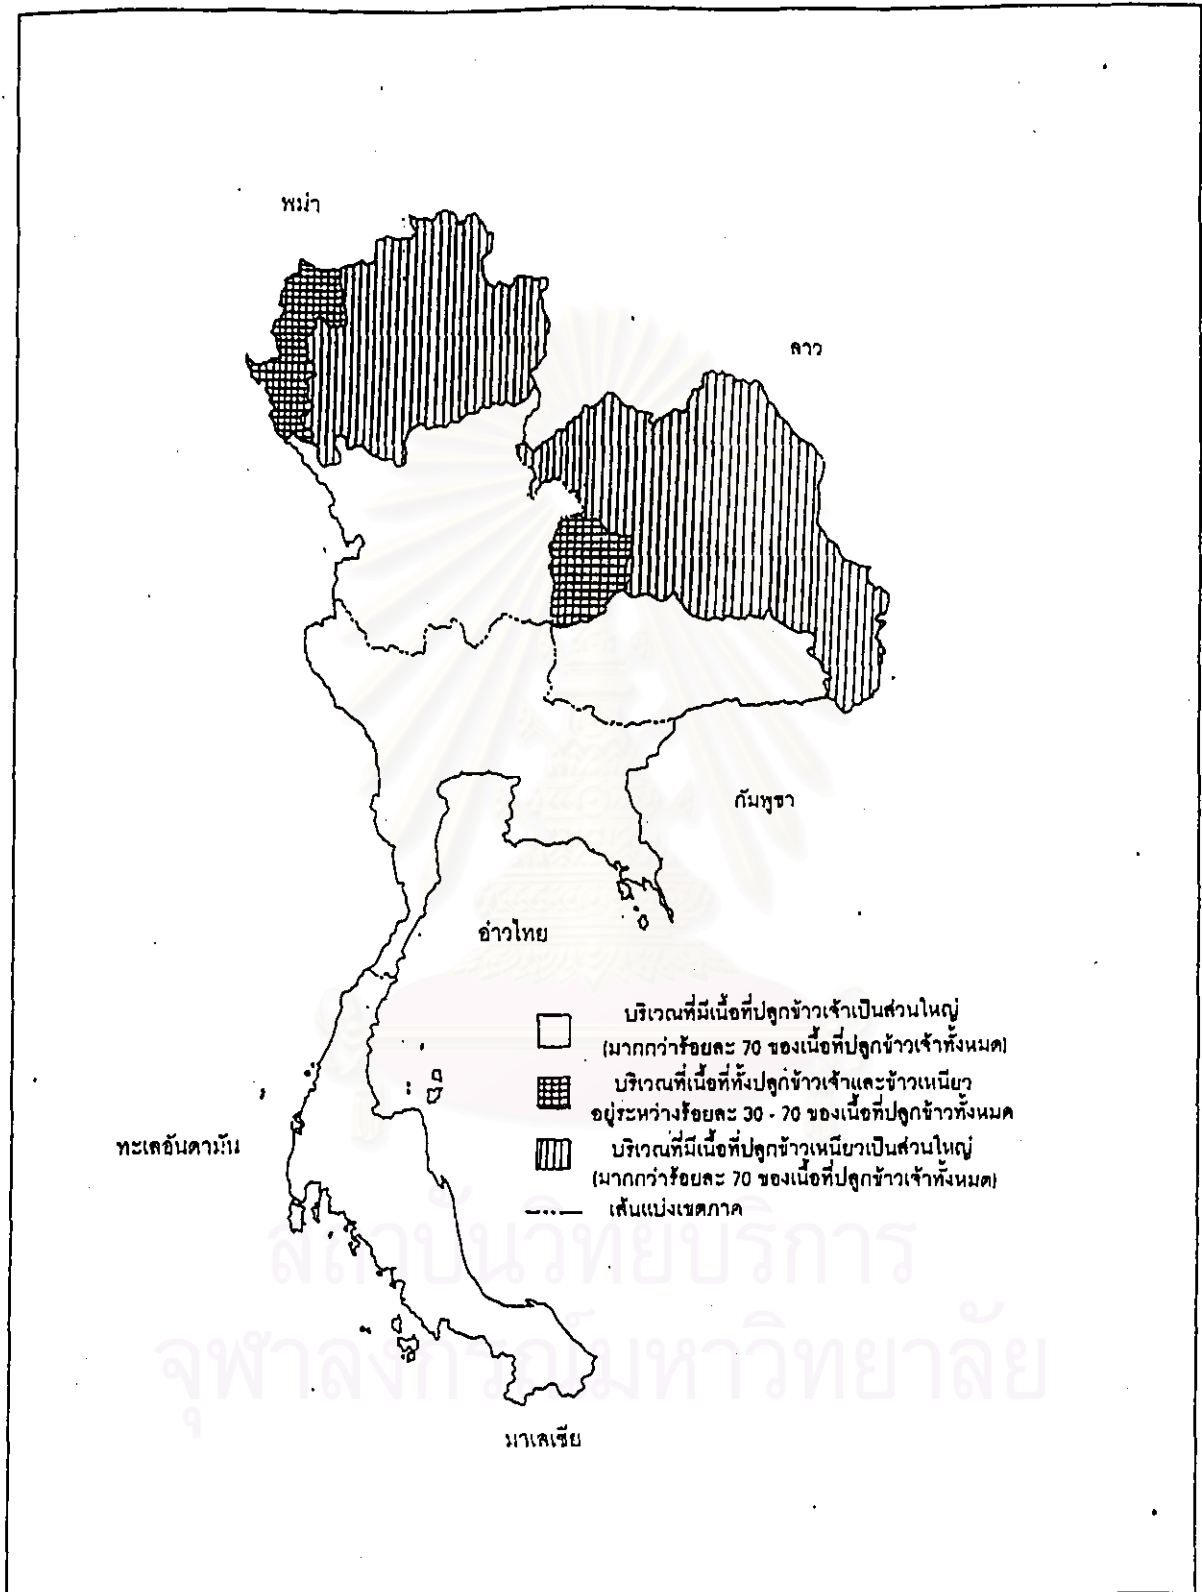 พม่า
ลาว
กัมพูชา
อ่าวไทย
บริเวณที่มีเนื้อที่ปลูกข้าวเจ้าเป็นส่วนใหญ่
(มากกว่าร้อยละ 70 ของเนื้อที่ปลูกข้าวเจ้าทั้งหมด)
บริเวณที่เนื้อที่ทั้งปลูกข้าวเจ้าและข้าวเหนียว
อยู่ระหว่างร้อยละ 30 - 70 ของเนื้อที่ปลูกข้าวทั้งหมด
บริเวณที่มีเนื้อที่ปลูกข้าวเหนียวเป็นส่วนใหญ่
(มากกว่าร้อยละ 70 ของเนื้อที่ปลูกข้าวเจ้าทั้งหมด)
เส้นแบ่งเขตภาค
ทะเลอันดามัน
สถาบันวิทยบริการ
จุฬาลงกรณ์มหาวิทยาลัย
มาเลเซีย